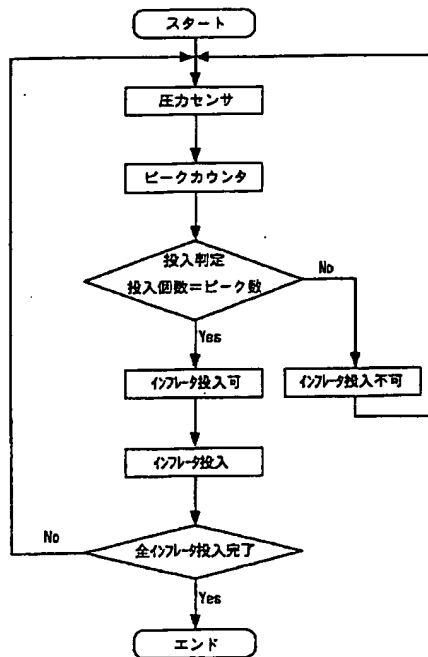 スタート
圧力センサ
ピークカウンタ
投入判定
投入個数=ピーク数
No
Yes
インフレータ投入可
インフレータ投入不可
インフレータ投入
No
全インフレータ投入完了
Yes
エンド